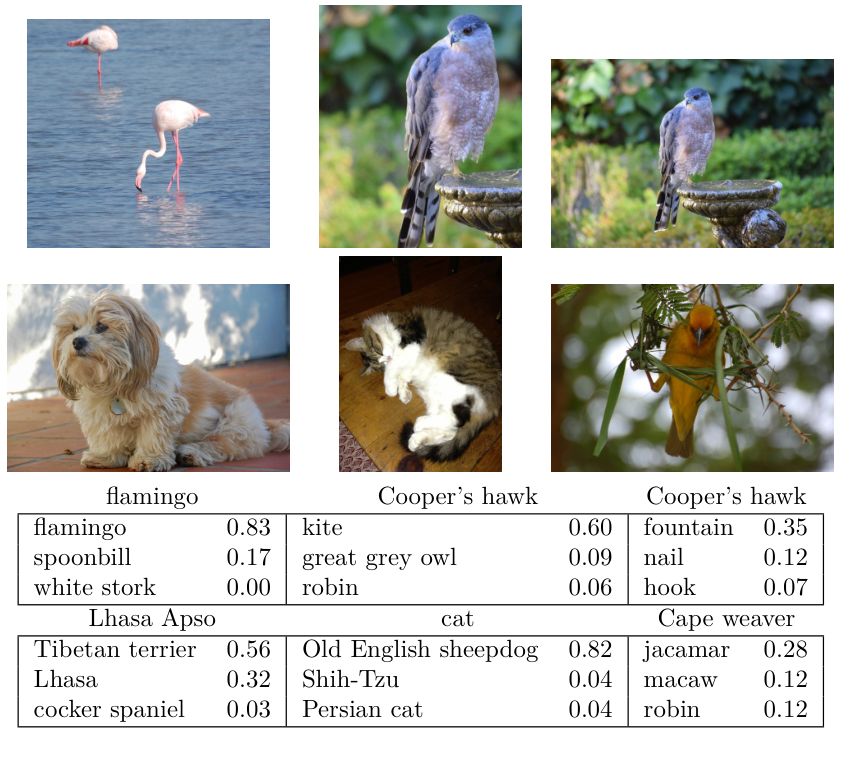 flamingo Cooper's hawk Cooper's hawk
flamingo 0.83 kite 0.60 fountain 0.35
spoonbill 0.17 great grey owl 0.09 nail 0.12
white stork 0.00 robin 0.06 hook 0.07
Lhasa Apso cat Cape weaver
Tibetan terrier 0.56 Old English sheepdog 0.82 jacamar 0.28
Lhasa 0.32 Shih-Tzu 0.04 macaw 0.12
cocker spaniel 0.03 Persian cat 0.04 robin 0.12